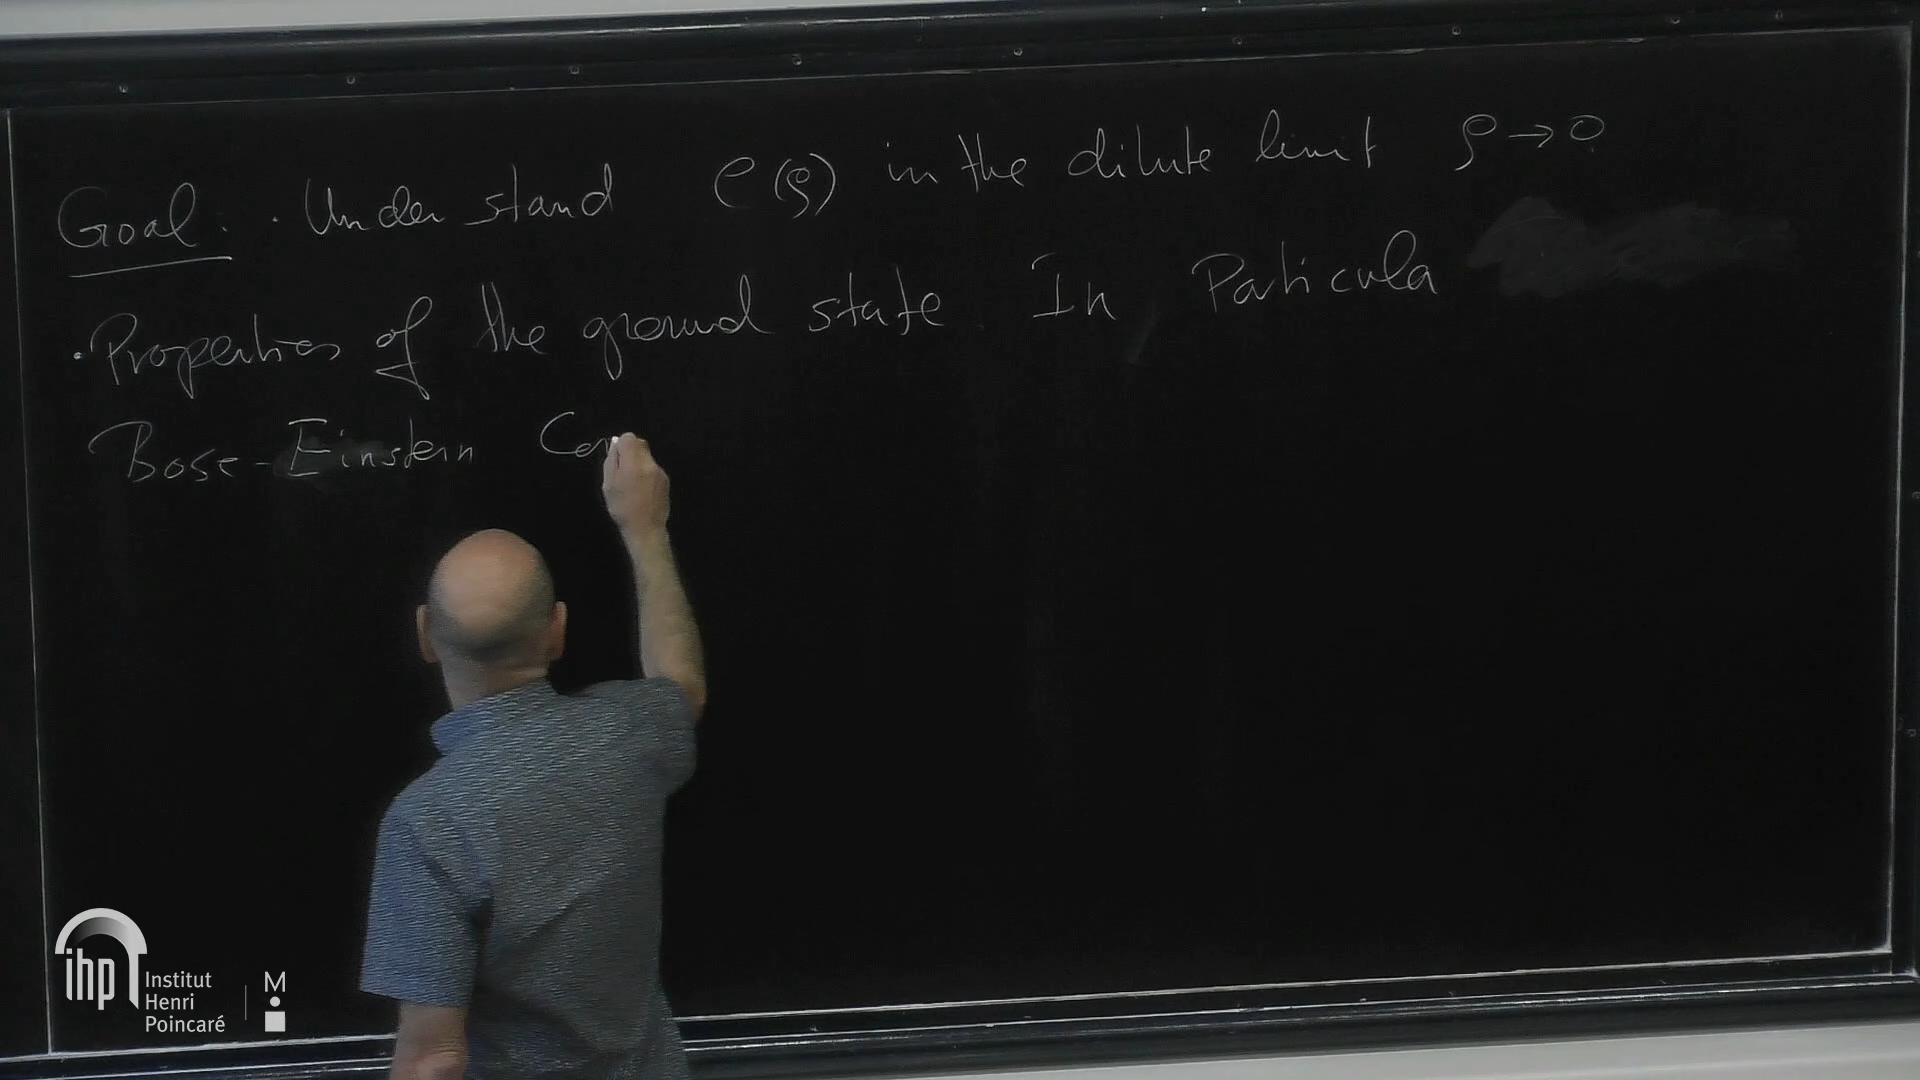 Goal: · Understand e(ρ) in the dilute limit ρ → 0
· Properties of the ground state. In Particula
Bose-Einstein Con
ihp Institut
Henri
Poincaré
M